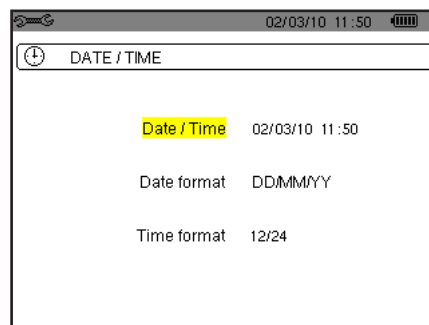 02/03/10 11:50
DATE / TIME
Date / Time 02/03/10 11:50
Date format DD/MM/YY
Time format 12/24